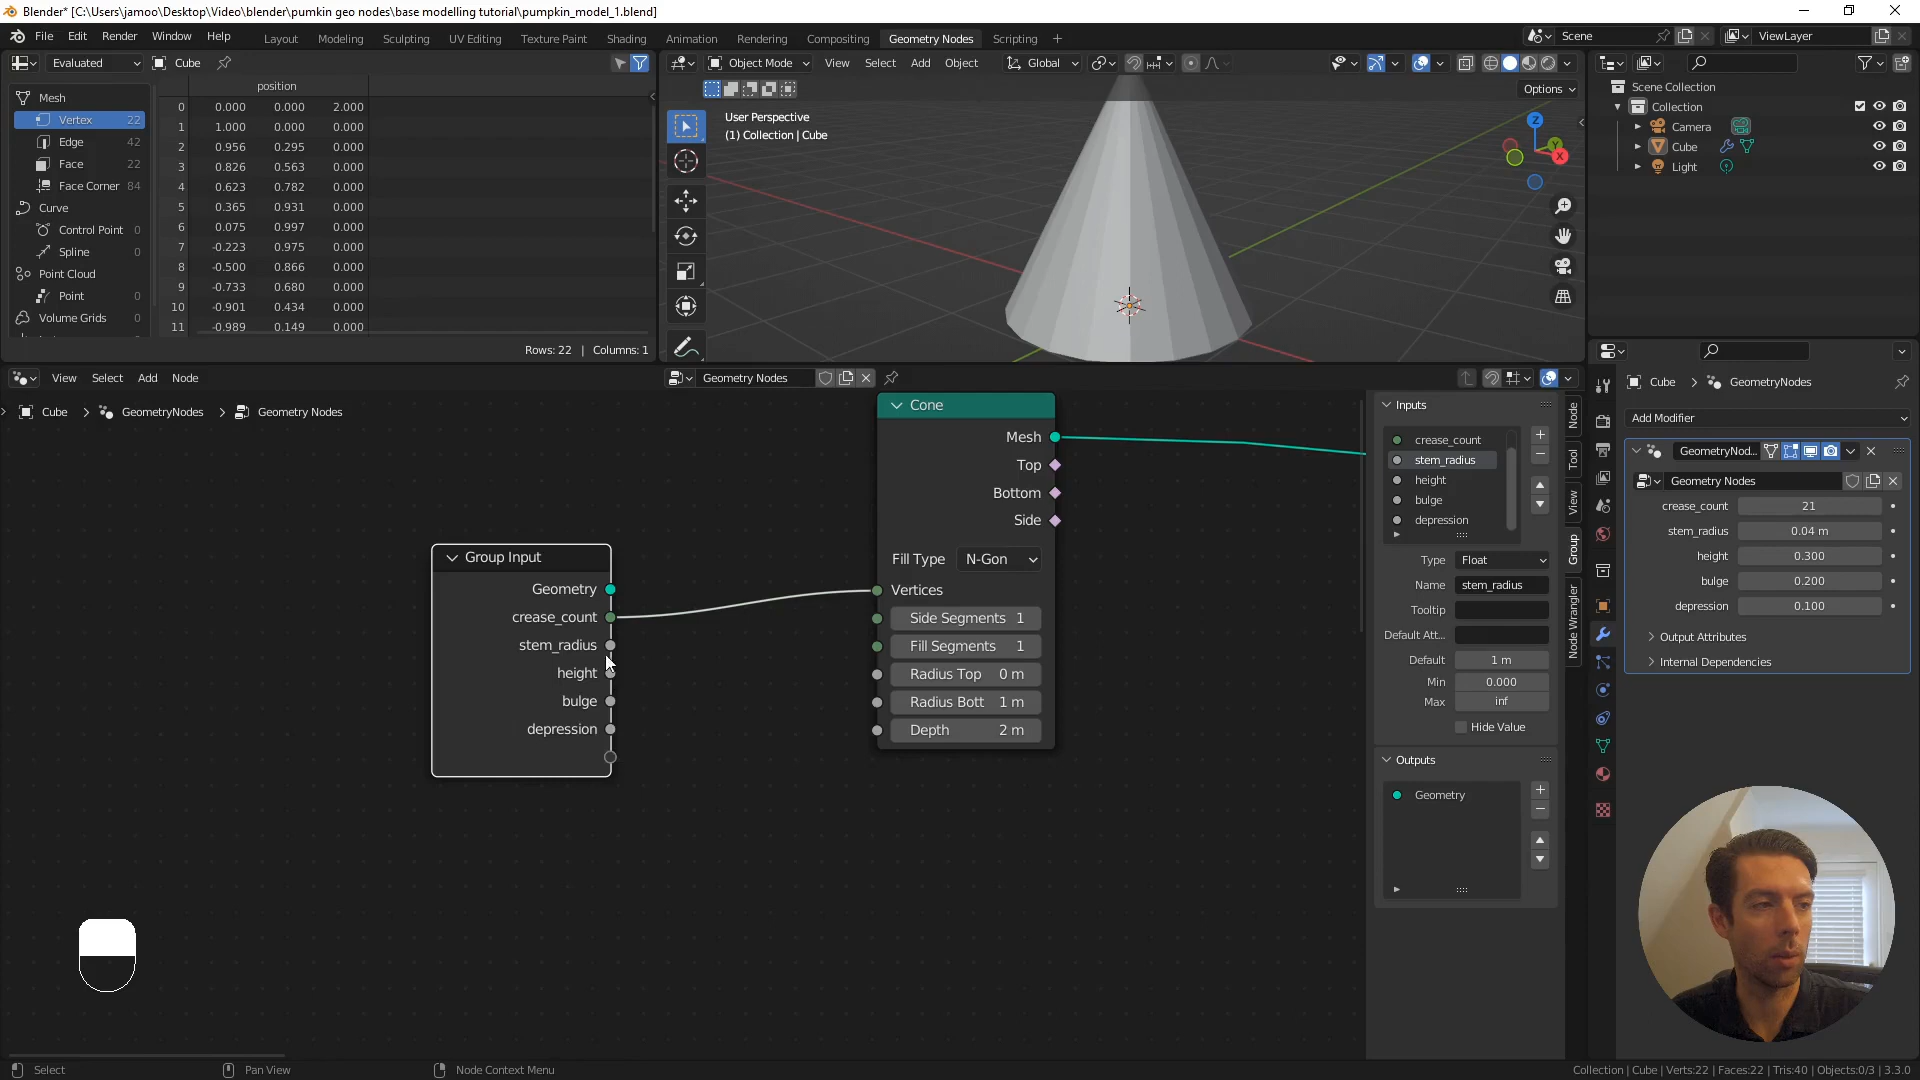 Blender* [C:\Users\jamoo\Desktop\Video\blender\pumkin geo nodes\base modelling tutorial\pumpkin_model_1.blend]
File Edit Render Window Help Layout Modeling Sculpting UV Editing Texture Paint Shading Animation Rendering Compositing Geometry Nodes Scripting + Scene ViewLayer
Evaluated Cube
Object Mode View Select Add Object Global
Options
position
Mesh
Vertex 22
Edge 42
Face 22
Face Corner 84
Curve
Control Point 0
Spline 0
Point Cloud
Point 0
Volume Grids 0
0 0.000 0.000 2.000
1 1.000 0.000 0.000
2 0.956 0.295 0.000
3 0.826 0.563 0.000
4 0.623 0.782 0.000
5 0.365 0.931 0.000
6 0.075 0.997 0.000
7 -0.223 0.975 0.000
8 -0.500 0.866 0.000
9 -0.733 0.680 0.000
10 -0.901 0.434 0.000
11 -0.989 0.149 0.000
Rows: 22 | Columns: 1
User Perspective
(1) Collection | Cube
Z
Y
X
Scene Collection
Collection
Camera
Cube
Light
View Select Add Node Geometry Nodes
Cube > GeometryNodes > Geometry Nodes
Group Input
Geometry
crease_count
stem_radius
height
bulge
depression
Cone
Mesh
Top
Bottom
Side
Fill Type N-Gon
Vertices
Side Segments 1
Fill Segments 1
Radius Top 0 m
Radius Bott 1 m
Depth 2 m
Inputs
crease_count
stem_radius
height
bulge
depression
Type Float
Name stem_radius
Tooltip
Default Att...
Default 1 m
Min 0.000
Max inf
Hide Value
Outputs
Geometry
Node
Tool
View
Group
Node Wrangler
Cube > GeometryNodes
Add Modifier
GeometryNod...
Geometry Nodes
crease_count 21
stem_radius 0.04 m
height 0.300
bulge 0.200
depression 0.100
Output Attributes
Internal Dependencies
Select Pan View Node Context Menu
Collection | Cube | Verts:22 | Faces:22 | Tris:40 | Objects:0/3 | 3.3.0